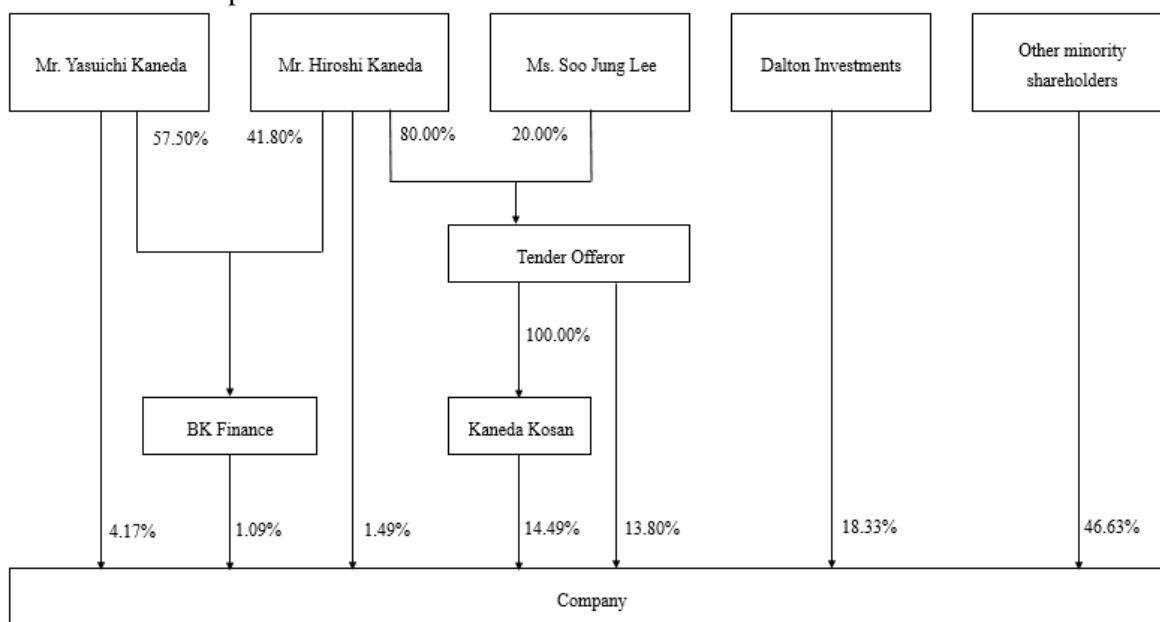 Mr. Yasuichi Kaneda
Mr. Hiroshi Kaneda
Ms. Soo Jung Lee
Dalton Investments
Other minority
shareholders
57.50%
41.80%
80.00%
20.00%
Tender Offeror
100.00%
BK Finance
Kaneda Kosan
4.17%
1.09%
1.49%
14.49%
13.80%
18.33%
46.63%
Company